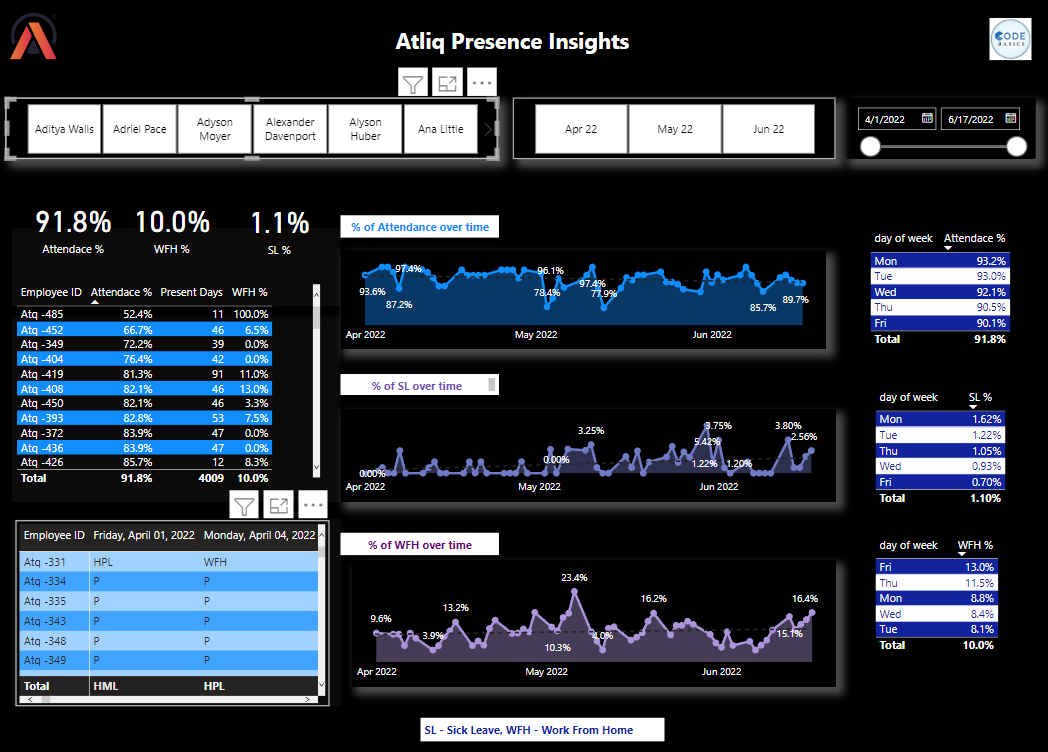 Atliq Presence Insights
CODE
BASICS
Aditya Walls
Adriel Pace
Adyson
Moyer
Alexander
Davenport
Alyson
Huber
Ana Little
Apr 22
May 22
Jun 22
4/1/2022
6/17/2022
91.8%
Attendace %
10.0%
WFH %
1.1%
SL %
Employee ID Attendace % Present Days WFH %
Atq -485 52.4% 11 100.0%
Atq -452 66.7% 46 6.5%
Atq -349 72.2% 39 0.0%
Atq -404 76.4% 42 0.0%
Atq -419 81.3% 91 11.0%
Atq -408 82.1% 46 13.0%
Atq -450 82.1% 46 3.3%
Atq -393 82.8% 53 7.5%
Atq -372 83.9% 47 0.0%
Atq -436 83.9% 47 0.0%
Atq -426 85.7% 12 8.3%
Total 91.8% 4009 10.0%
Employee ID Friday, April 01, 2022 Monday, April 04, 2022
Atq -331 HPL WFH
Atq -334 P P
Atq -335 P P
Atq -343 P P
Atq -348 P P
Atq -349 P P
Total HML HPL
% of Attendance over time
93.6%
97.4%
87.2%
96.1%
78.4%
97.4%
77.9%
85.7%
89.7%
Apr 2022 May 2022 Jun 2022
% of SL over time
0.00%
0.00%
3.25%
5.42%
3.75%
1.22%
1.20%
3.80%
2.56%
Apr 2022 May 2022 Jun 2022
% of WFH over time
9.6%
3.9%
13.2%
10.3%
23.4%
4.0%
16.2%
15.1%
16.4%
Apr 2022 May 2022 Jun 2022
day of week Attendace %
Mon 93.2%
Tue 93.0%
Wed 92.1%
Thu 90.5%
Fri 90.1%
Total 91.8%
day of week SL %
Mon 1.62%
Tue 1.22%
Thu 1.05%
Wed 0.93%
Fri 0.70%
Total 1.10%
day of week WFH %
Fri 13.0%
Thu 11.5%
Mon 8.8%
Wed 8.4%
Tue 8.1%
Total 10.0%
SL - Sick Leave, WFH - Work From Home